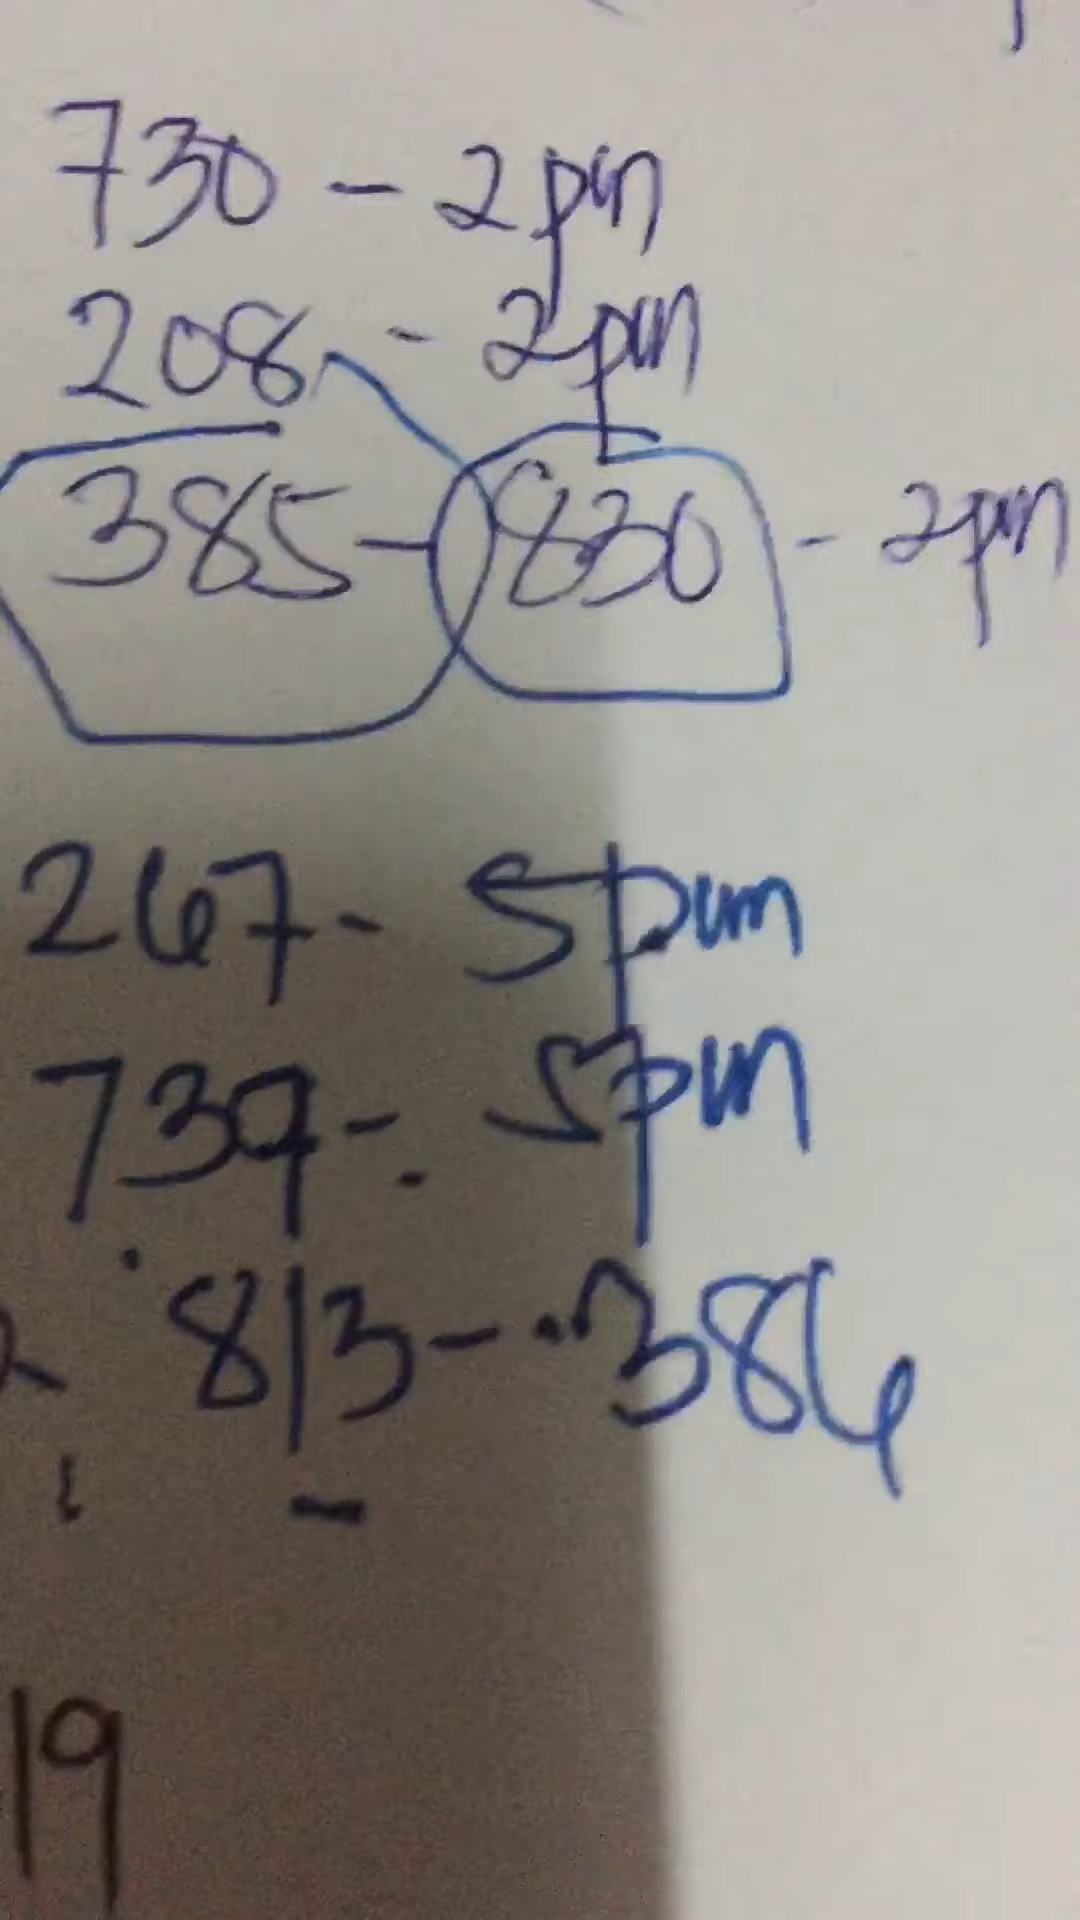 730 - 2pm
208 - 2pm
385 - 830 - 2pm
267 - 5pm
739 - 5pm
813 - 386
19